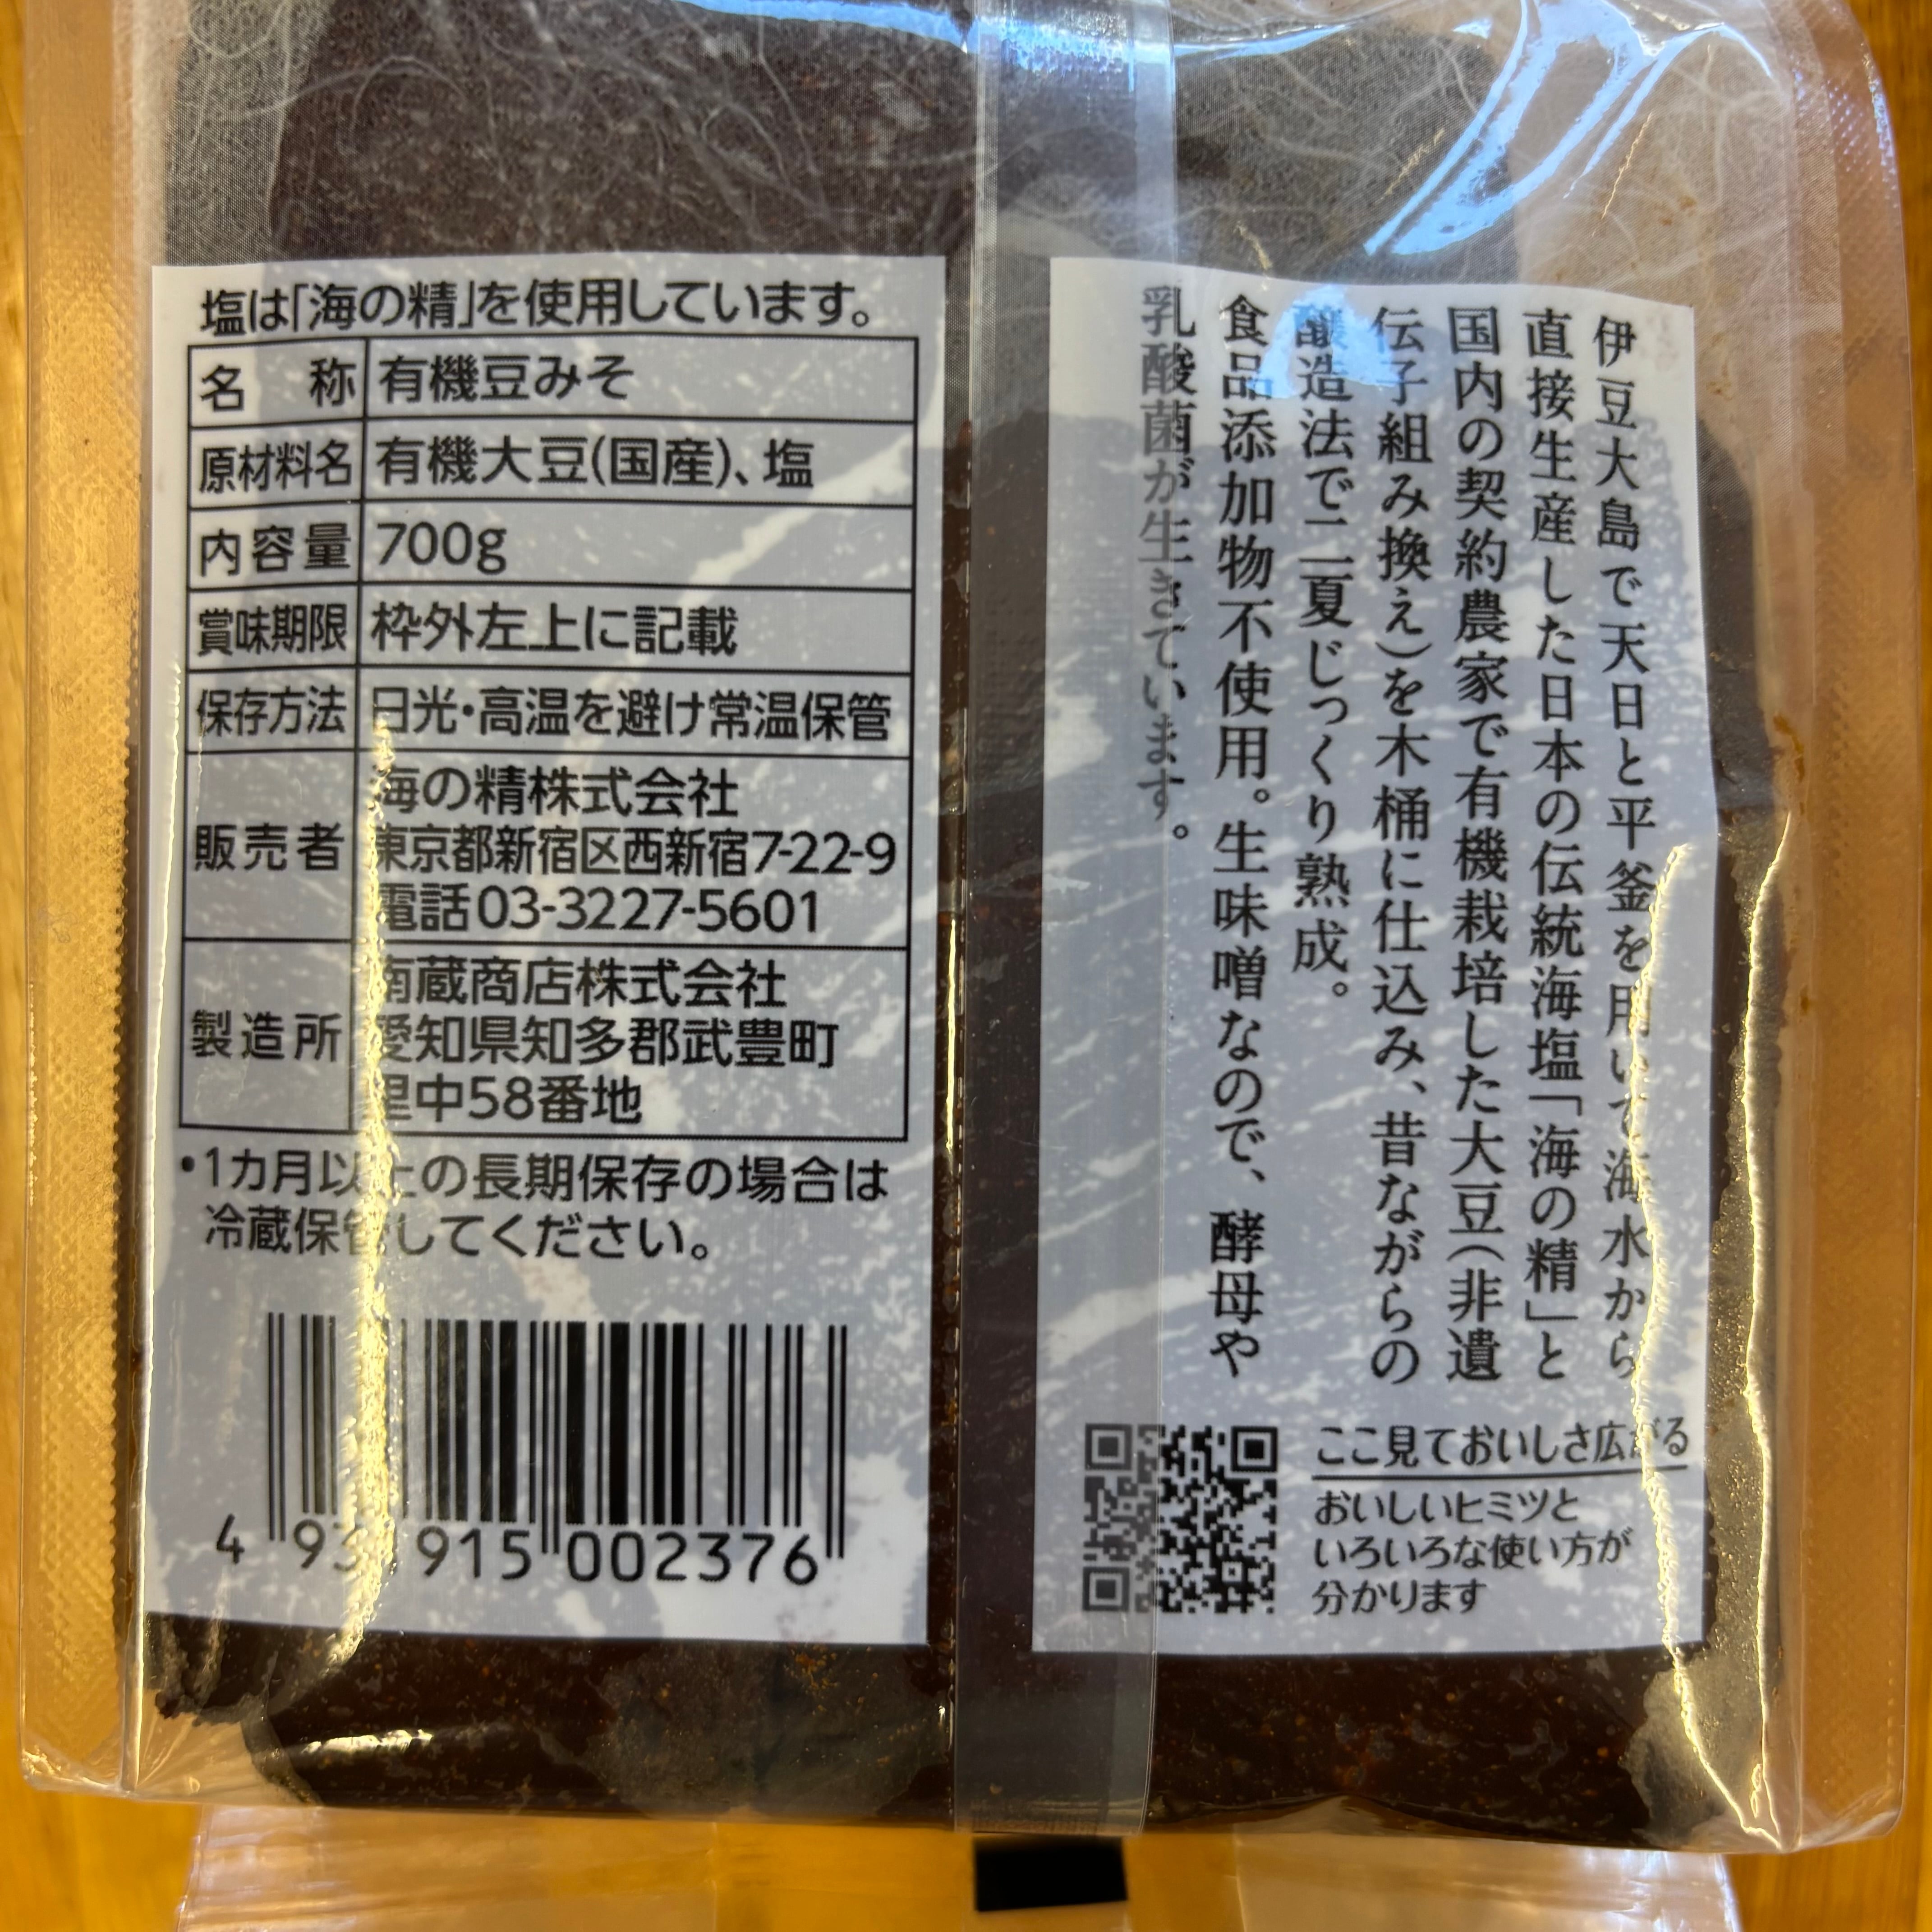 塩は「海の精」を使用しています。
名　称 有機豆みそ
原材料名 有機大豆(国産)、塩
内容量 700g
賞味期限 枠外左上に記載
保存方法 日光・高温を避け常温保管
販売者 海の精株式会社
東京都新宿区西新宿7-22-9
電話03-3227-5601
製造所 南蔵商店株式会社
愛知県知多郡武豊町
里中58番地
・1カ月以上の長期保存の場合は
冷蔵保管してください。
4 93 915 002376
伊豆大島で天日と平釜を用いて海水から
直接生産した日本の伝統海塩「海の精」と
国内の契約農家で有機栽培した大豆(非遺
伝子組み換え)を木桶に仕込み、昔ながらの
醸造法で二夏じっくり熟成。
食品添加物不使用。生味噌なので、酵母や
乳酸菌が生きています。
ここ見ておいしさ広がる
おいしいヒミツと
いろいろな使い方が
分かります